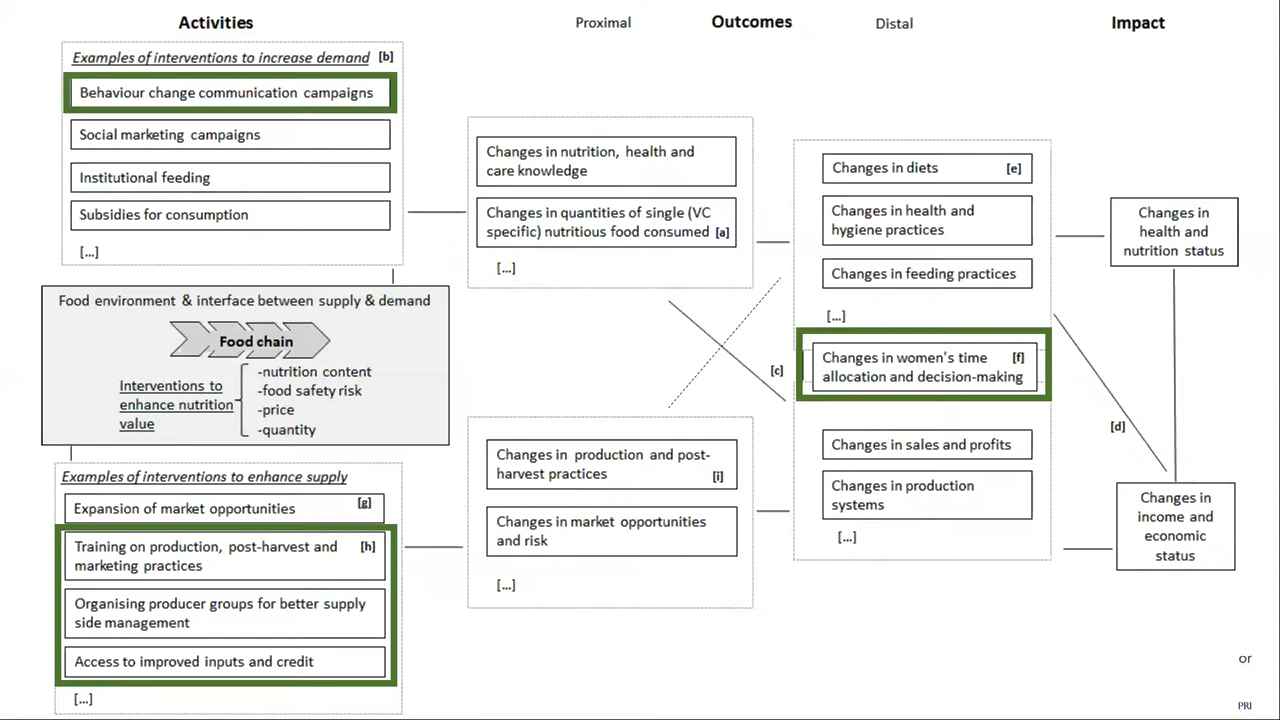 Activities
Proximal
Outcomes
Distal
Impact
Examples of interventions to increase demand [b]
Behaviour change communication campaigns
Social marketing campaigns
Institutional feeding
Subsidies for consumption
[...]
Food environment & interface between supply & demand
Food chain
Interventions to
enhance nutrition
value
-nutrition content
-food safety risk
-price
-quantity
Examples of interventions to enhance supply
Expansion of market opportunities [g]
Training on production, post-harvest and [h]
marketing practices
Organising producer groups for better supply
side management
Access to improved inputs and credit
[...]
Changes in nutrition, health and
care knowledge
Changes in quantities of single (VC
specific) nutritious food consumed [a]
[...]
Changes in production and post-
harvest practices [i]
Changes in market opportunities
and risk
[...]
[c]
Changes in diets [e]
Changes in health and
hygiene practices
Changes in feeding practices
[...]
Changes in women's time [f]
allocation and decision-making
Changes in sales and profits
Changes in production
systems
[...]
[d]
Changes in
health and
nutrition status
Changes in
income and
economic
status
or
PRI